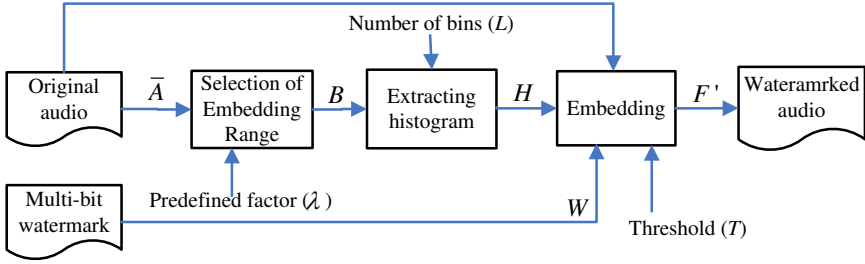 Number of bins (L)
Original
audio
A̅
Selection of
Embedding
Range
B
Extracting
histogram
H
Embedding
F'
Wateramrked
audio
Predefined factor (λ)
Multi-bit
watermark
W
Threshold (T)